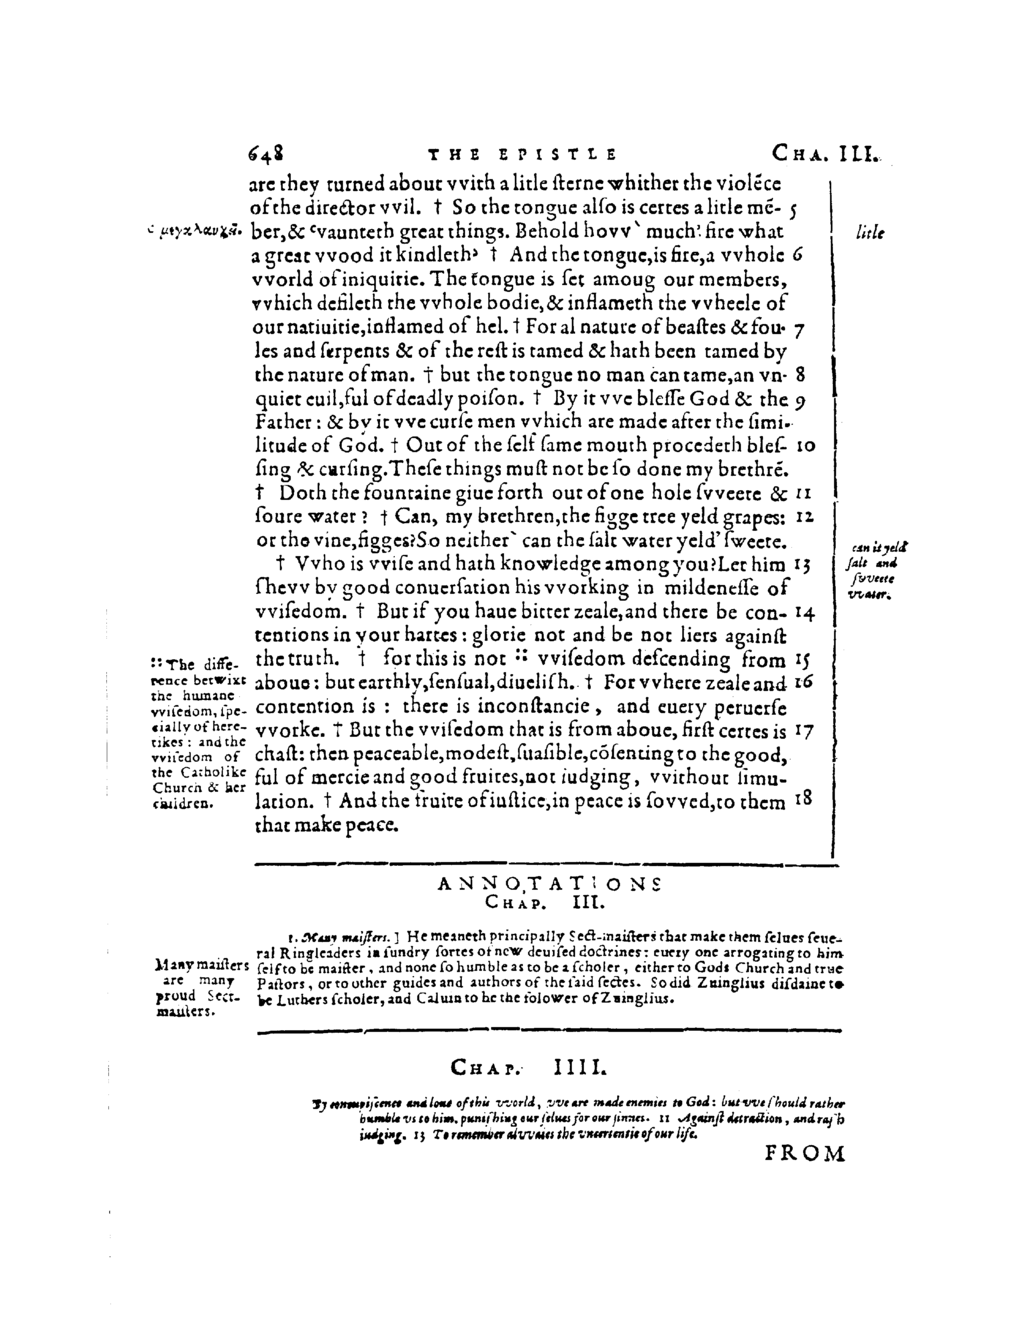 648 THE EPISTLE CHA. III.
are they turned about vvith a litle ſterne whither the violẽce
of the director vvil. † So the tongue alſo is certes a litle mẽ- 5
c μεγαλαυχεῖ.
ber,& ᶜvaunteth great things. Behold hovv ˋ much' fire what
litle
a great vvood it kindleth? † And the tongue,is fire,a vvhole 6
vvorld of iniquitie. The tongue is ſet amoug our members,
vvhich defileth the vvhole bodie,& inflameth the vvheele of
our natiuitie,inflamed of hel. † For al nature of beaſtes & fou- 7
les and ſerpents & of the reſt is tamed & hath been tamed by
the nature of man. † but the tongue no man can tame,an vn- 8
quiet euil,ful of deadly poiſon. † By it vve bleſſe God & the 9
Father : & by it vve curſe men vvhich are made after the ſimi-
litude of God. † Out of the ſelf ſame mouth procedeth bleſ- 10
ſing & curſing.Theſe things muſt not be ſo done my brethrẽ.
† Doth the fountaine giue forth out of one hole ſvveete & 11
ſoure water ? † Can, my brethren,the figge tree yeld grapes: 12
or the vine,figges?So neither ˋ can the ſalt water yeld' ſweete.
can it yeld
ſalt and
ſvveete
vvater.
† Vvho is vviſe and hath knowledge among you?Let him 13
ſhevv by good conuerſation his vvorking in mildeneſſe of
vviſedom. † But if you haue bitter zeale,and there be con- 14
tentions in your hartes : glorie not and be not liers againſt
the truth. † for this is not :: vviſedom deſcending from 15
aboue : but earthly,ſenſual,diueliſh. † For vvhere zeale and 16
contention is : there is inconſtancie , and euery peruerſe
vvorke. † But the vviſedom that is from aboue, firſt certes is 17
chaſt: then peaceable,modeſt,ſuaſible,cõſenting to the good,
ful of mercie and good fruites,not iudging , vvithout ſimu-
lation. † And the fruite of iuſtice,in peace is ſovved,to them 18
that make peace.
:: The diffe-
rence betwixt
the humane
vviſedom, ſpe-
cially of here-
tikes : and the
vviſedom of
the Catholike
Church & her
children.
ANNOTATIONS
CHAP. III.
1. Many maiſters. ] He meaneth principally Sect-maiſters that make them ſelues ſeue-
ral Ringleaders in ſundry ſortes of new deuiſed doctrines : euery one arrogating to him
ſelf to be maiſter , and none ſo humble as to be a ſcholer , either to Gods Church and true
Paſtors , or to other guides and authors of the ſaid ſectes. So did Zuinglius diſdaine to
be Luthers ſcholer, and Caluin to be the folower of Zuinglius.
Many maiſters
are many
proud Sect-
maiſters.
CHAP. IIII.
By concupiſcence and loue of this vvorld , vve are made enemies to God : but vve ſhould rather
humble vs to him, puniſhing our ſelues for our ſinnes. 11 Againſt detraction , and raſh
iudging. 13 To remember alvvaies the vncertentie of our life.
FROM